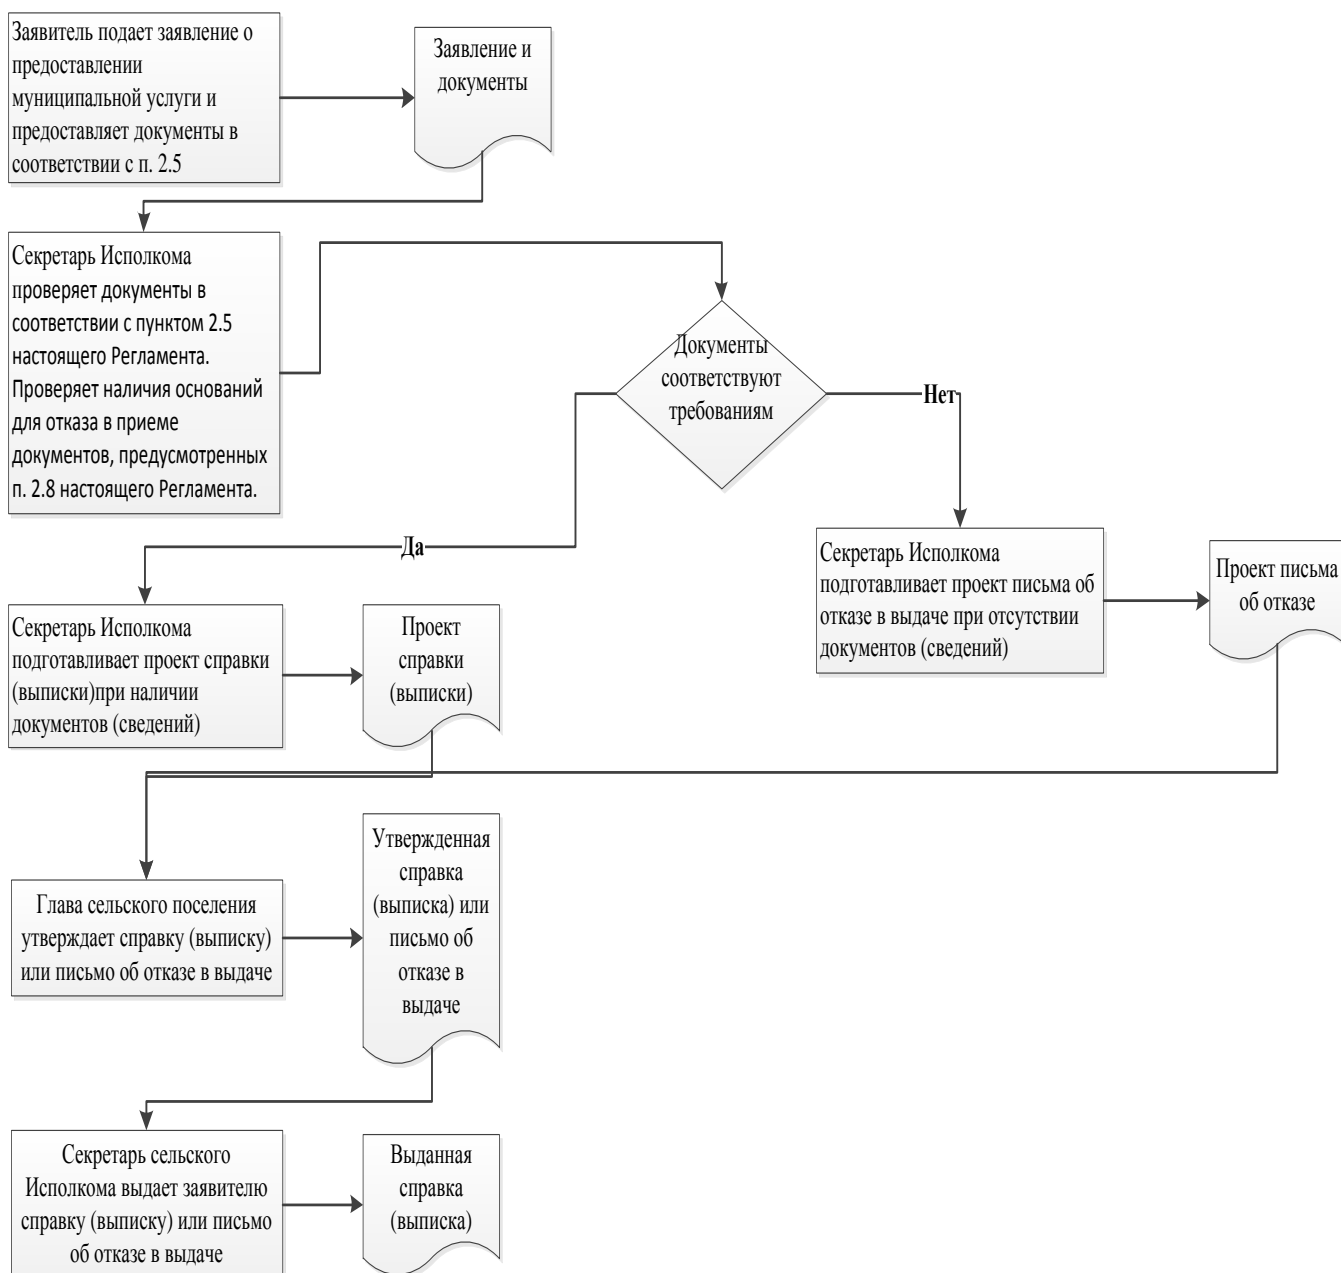 Заявитель подает заявление о
предоставлении
муниципальной услуги и
предоставляет документы в
соответствии с п. 2.5
Заявление и
документы
Секретарь Исполкома
проверяет документы в
соответствии с пунктом 2.5
настоящего Регламента.
Проверяет наличия оснований
для отказа в приеме
документов, предусмотренных
п. 2.8 настоящего Регламента.
Документы
соответствуют
требованиям
Нет
Да
Секретарь Исполкома
подготавливает проект письма об
отказе в выдаче при отсутствии
документов (сведений)
Проект письма
об отказе
Секретарь Исполкома
подготавливает проект справки
(выписки)при наличии
документов (сведений)
Проект
справки
(выписки)
Глава сельского поселения
утверждает справку (выписку)
или письмо об отказе в выдаче
Утвержденная
справка
(выписка) или
письмо об
отказе в
выдаче
Секретарь сельского
Исполкома выдает заявителю
справку (выписку) или письмо
об отказе в выдаче
Выданная
справка
(выписка)